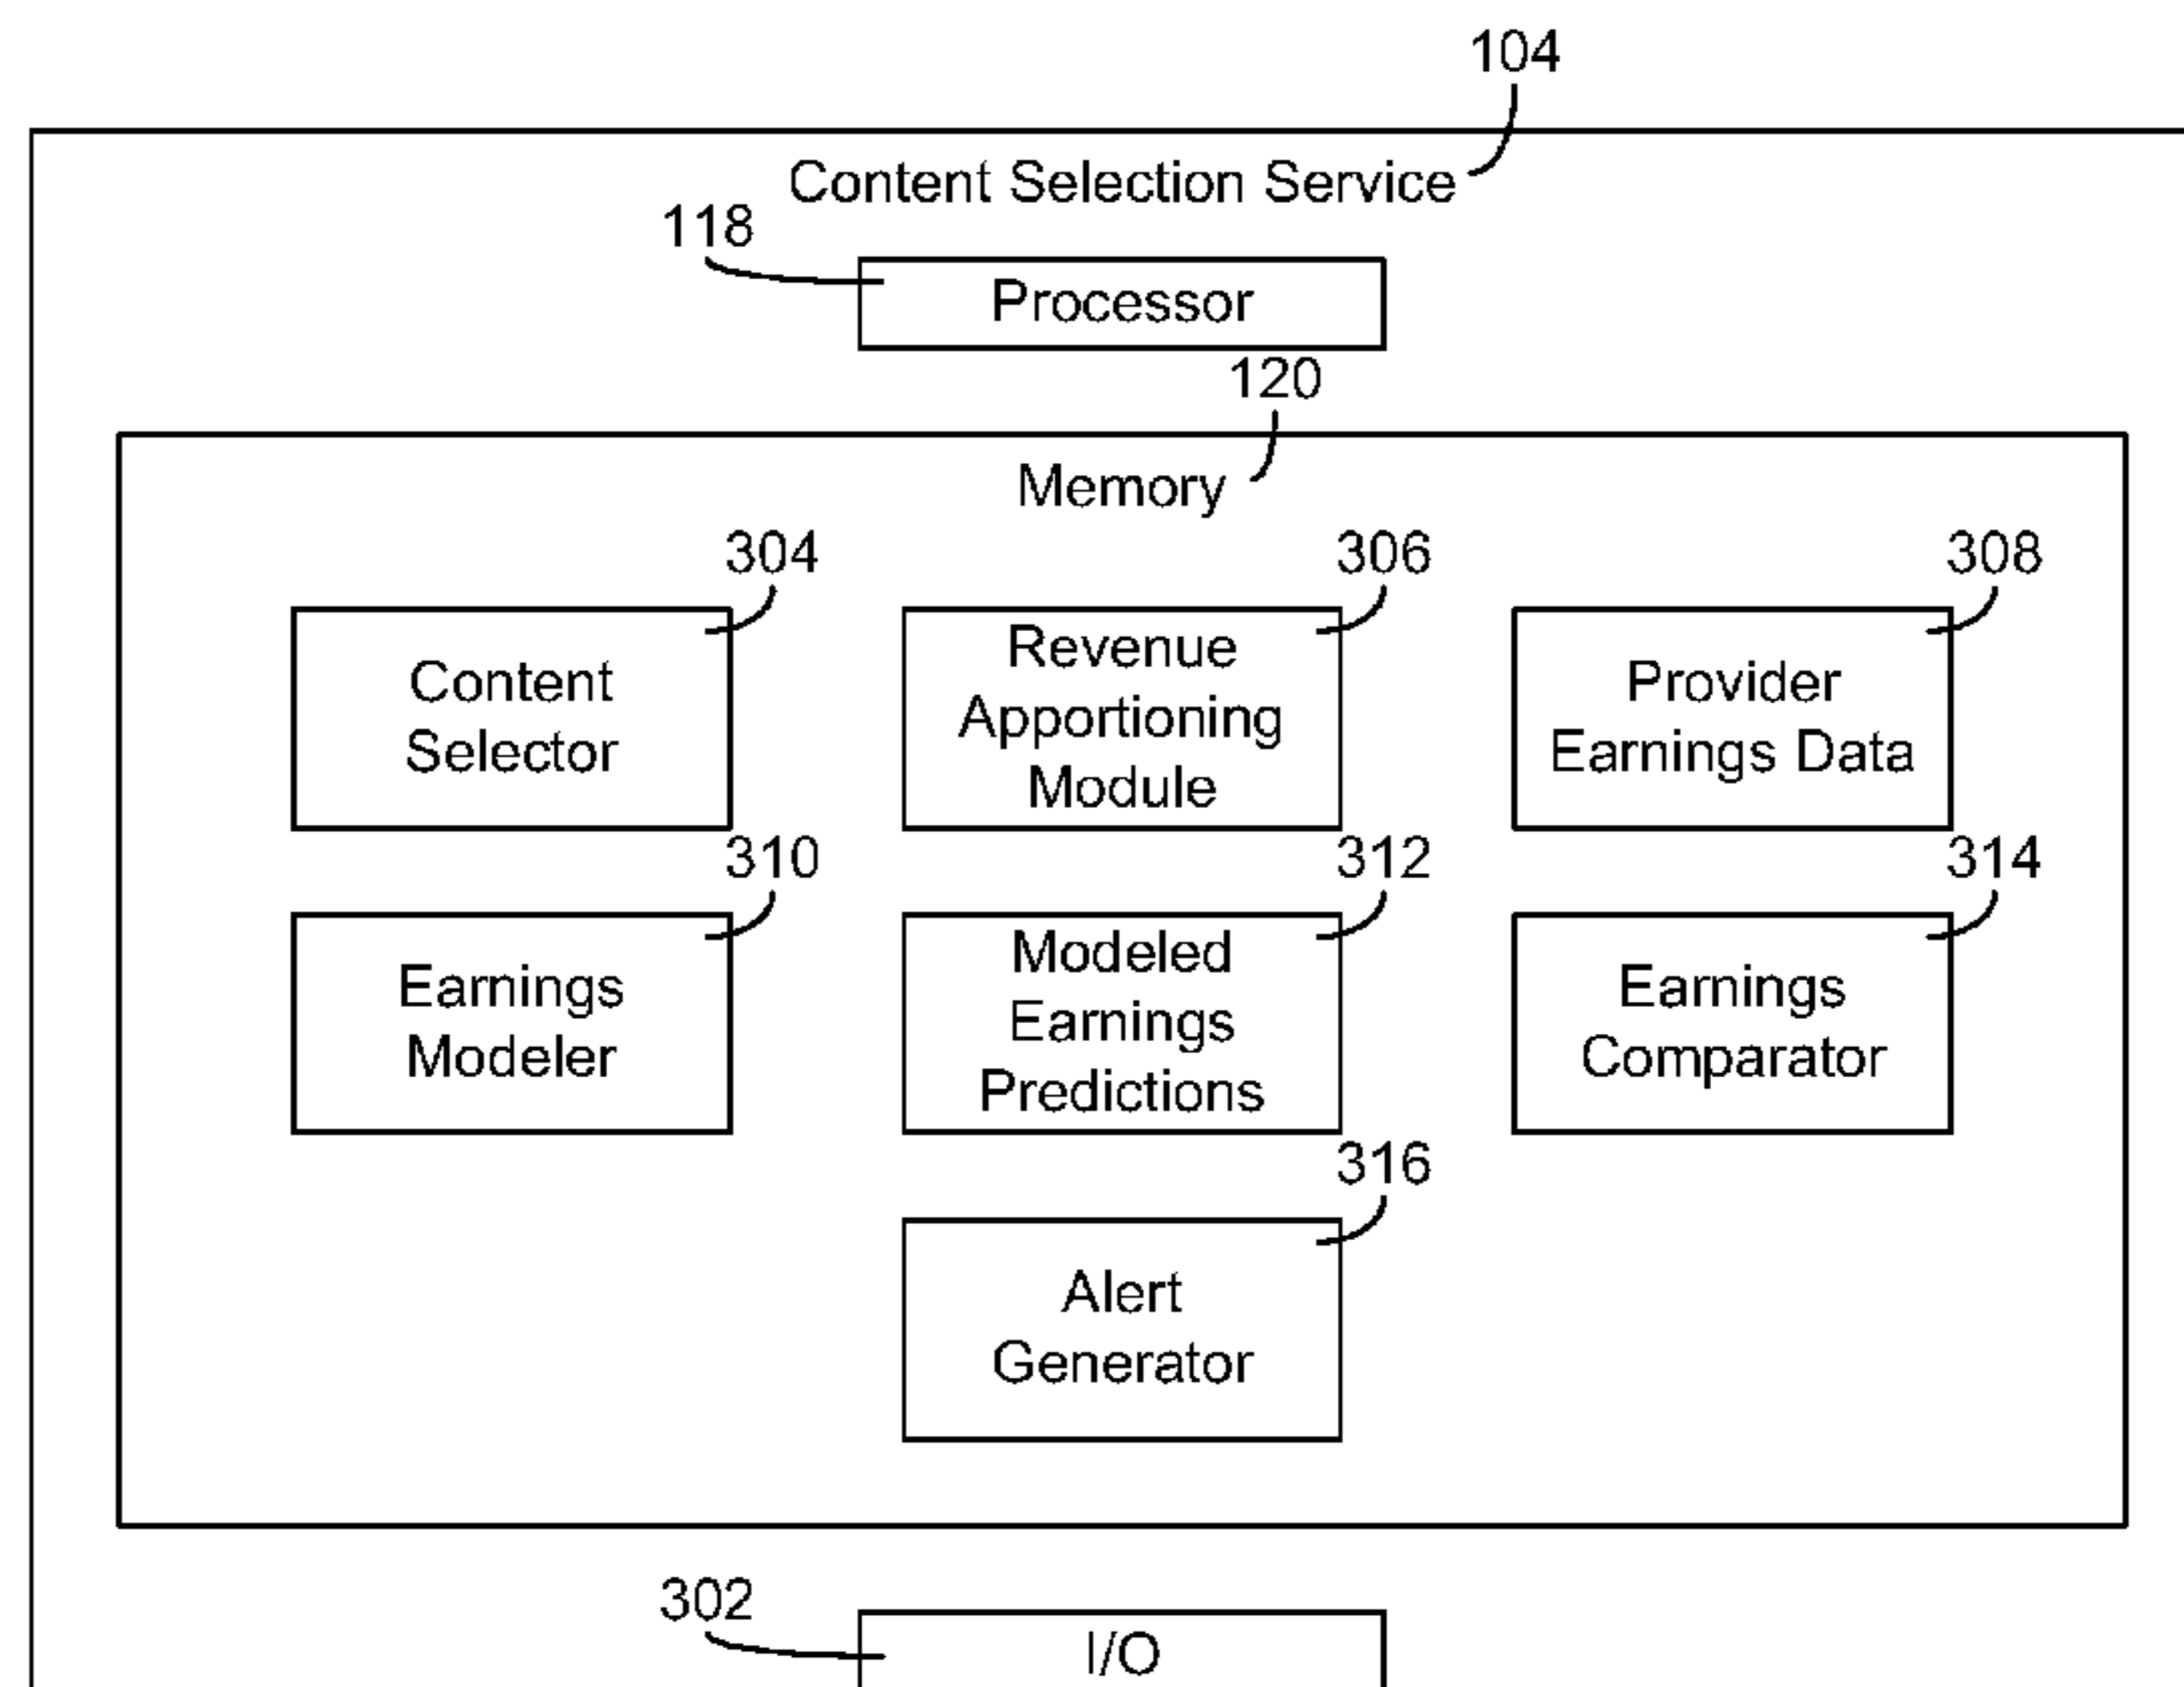 104
Content Selection Service
118
Processor
120
Memory
304
306
308
Content
Selector
Revenue
Apportioning
Module
Provider
Earnings Data
310
312
314
Earnings
Modeler
Modeled
Earnings
Predictions
Earnings
Comparator
316
Alert
Generator
302
I/O